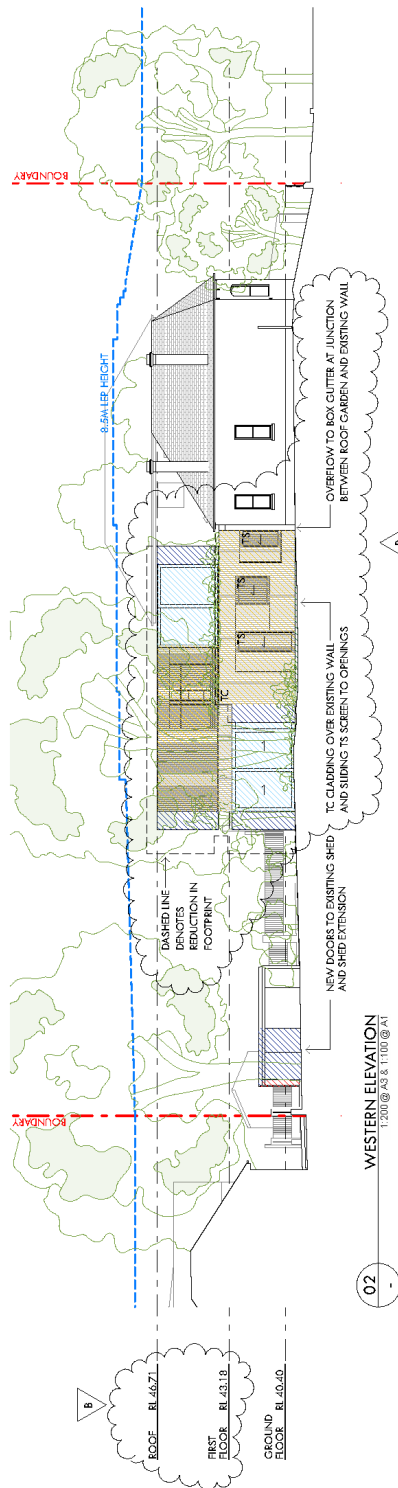 BOUNDARY
BOUNDARY
8.5M LEP HEIGHT
B
ROOF RL 46.71
FIRST
FLOOR RL 43.18
GROUND
FLOOR RL 40.40
DASHED LINE
DENOTES
REDUCTION IN
FOOTPRINT
TC
TS
TS
TS
NEW DOORS TO EXISITING SHED
AND SHED EXTENSION
TC CLADDING OVER EXISTING WALL
AND SLIDING TS SCREEN TO OPENINGS
OVERFLOW TO BOX GUTTER AT JUNCTION
BETWEEN ROOF GARDEN AND EXISTING WALL
02
-
WESTERN ELEVATION
1:200 @ A3 & 1:100 @ A1